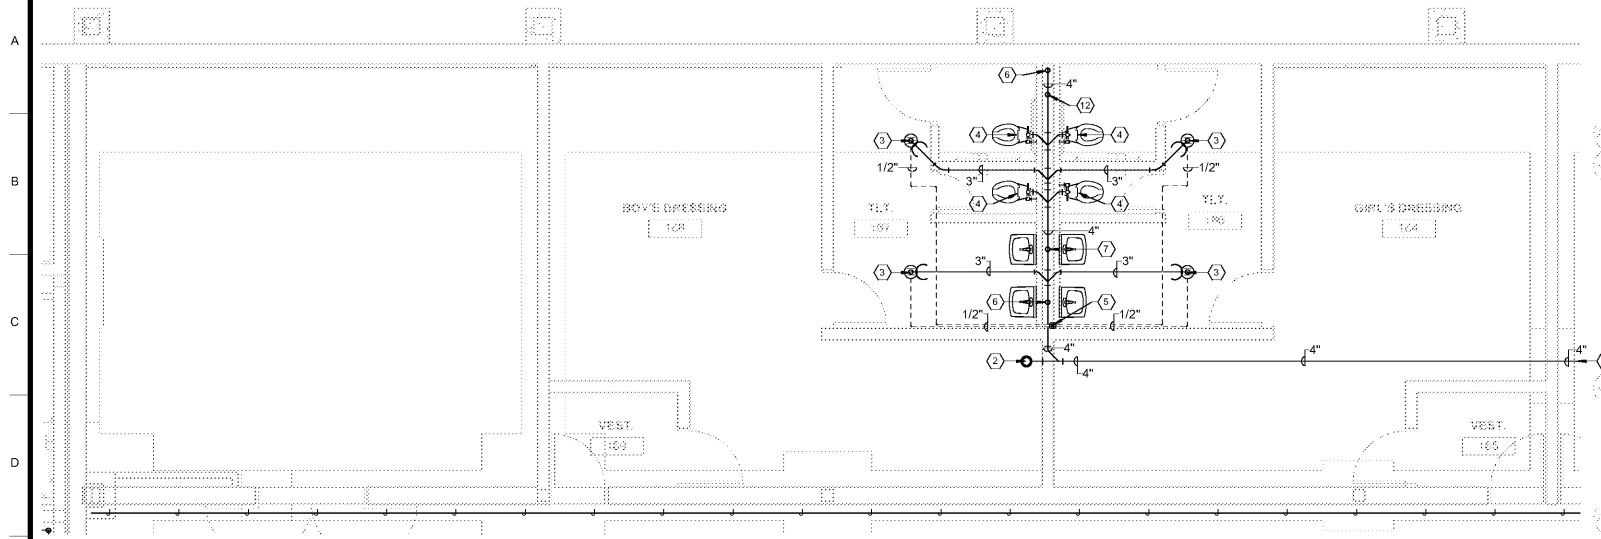 A
6
4"
12
4
4
3
3
1/2"
1/2"
3"
3"
B
4
4
BOY'S DRESSING
TLT.
TLT.
GIRL'S DRESSING
164
4"
7
3"
3"
3
3
6
5
1/2"
1/2"
C
4"
2
4"
4"
4"
VEST.
VEST.
D